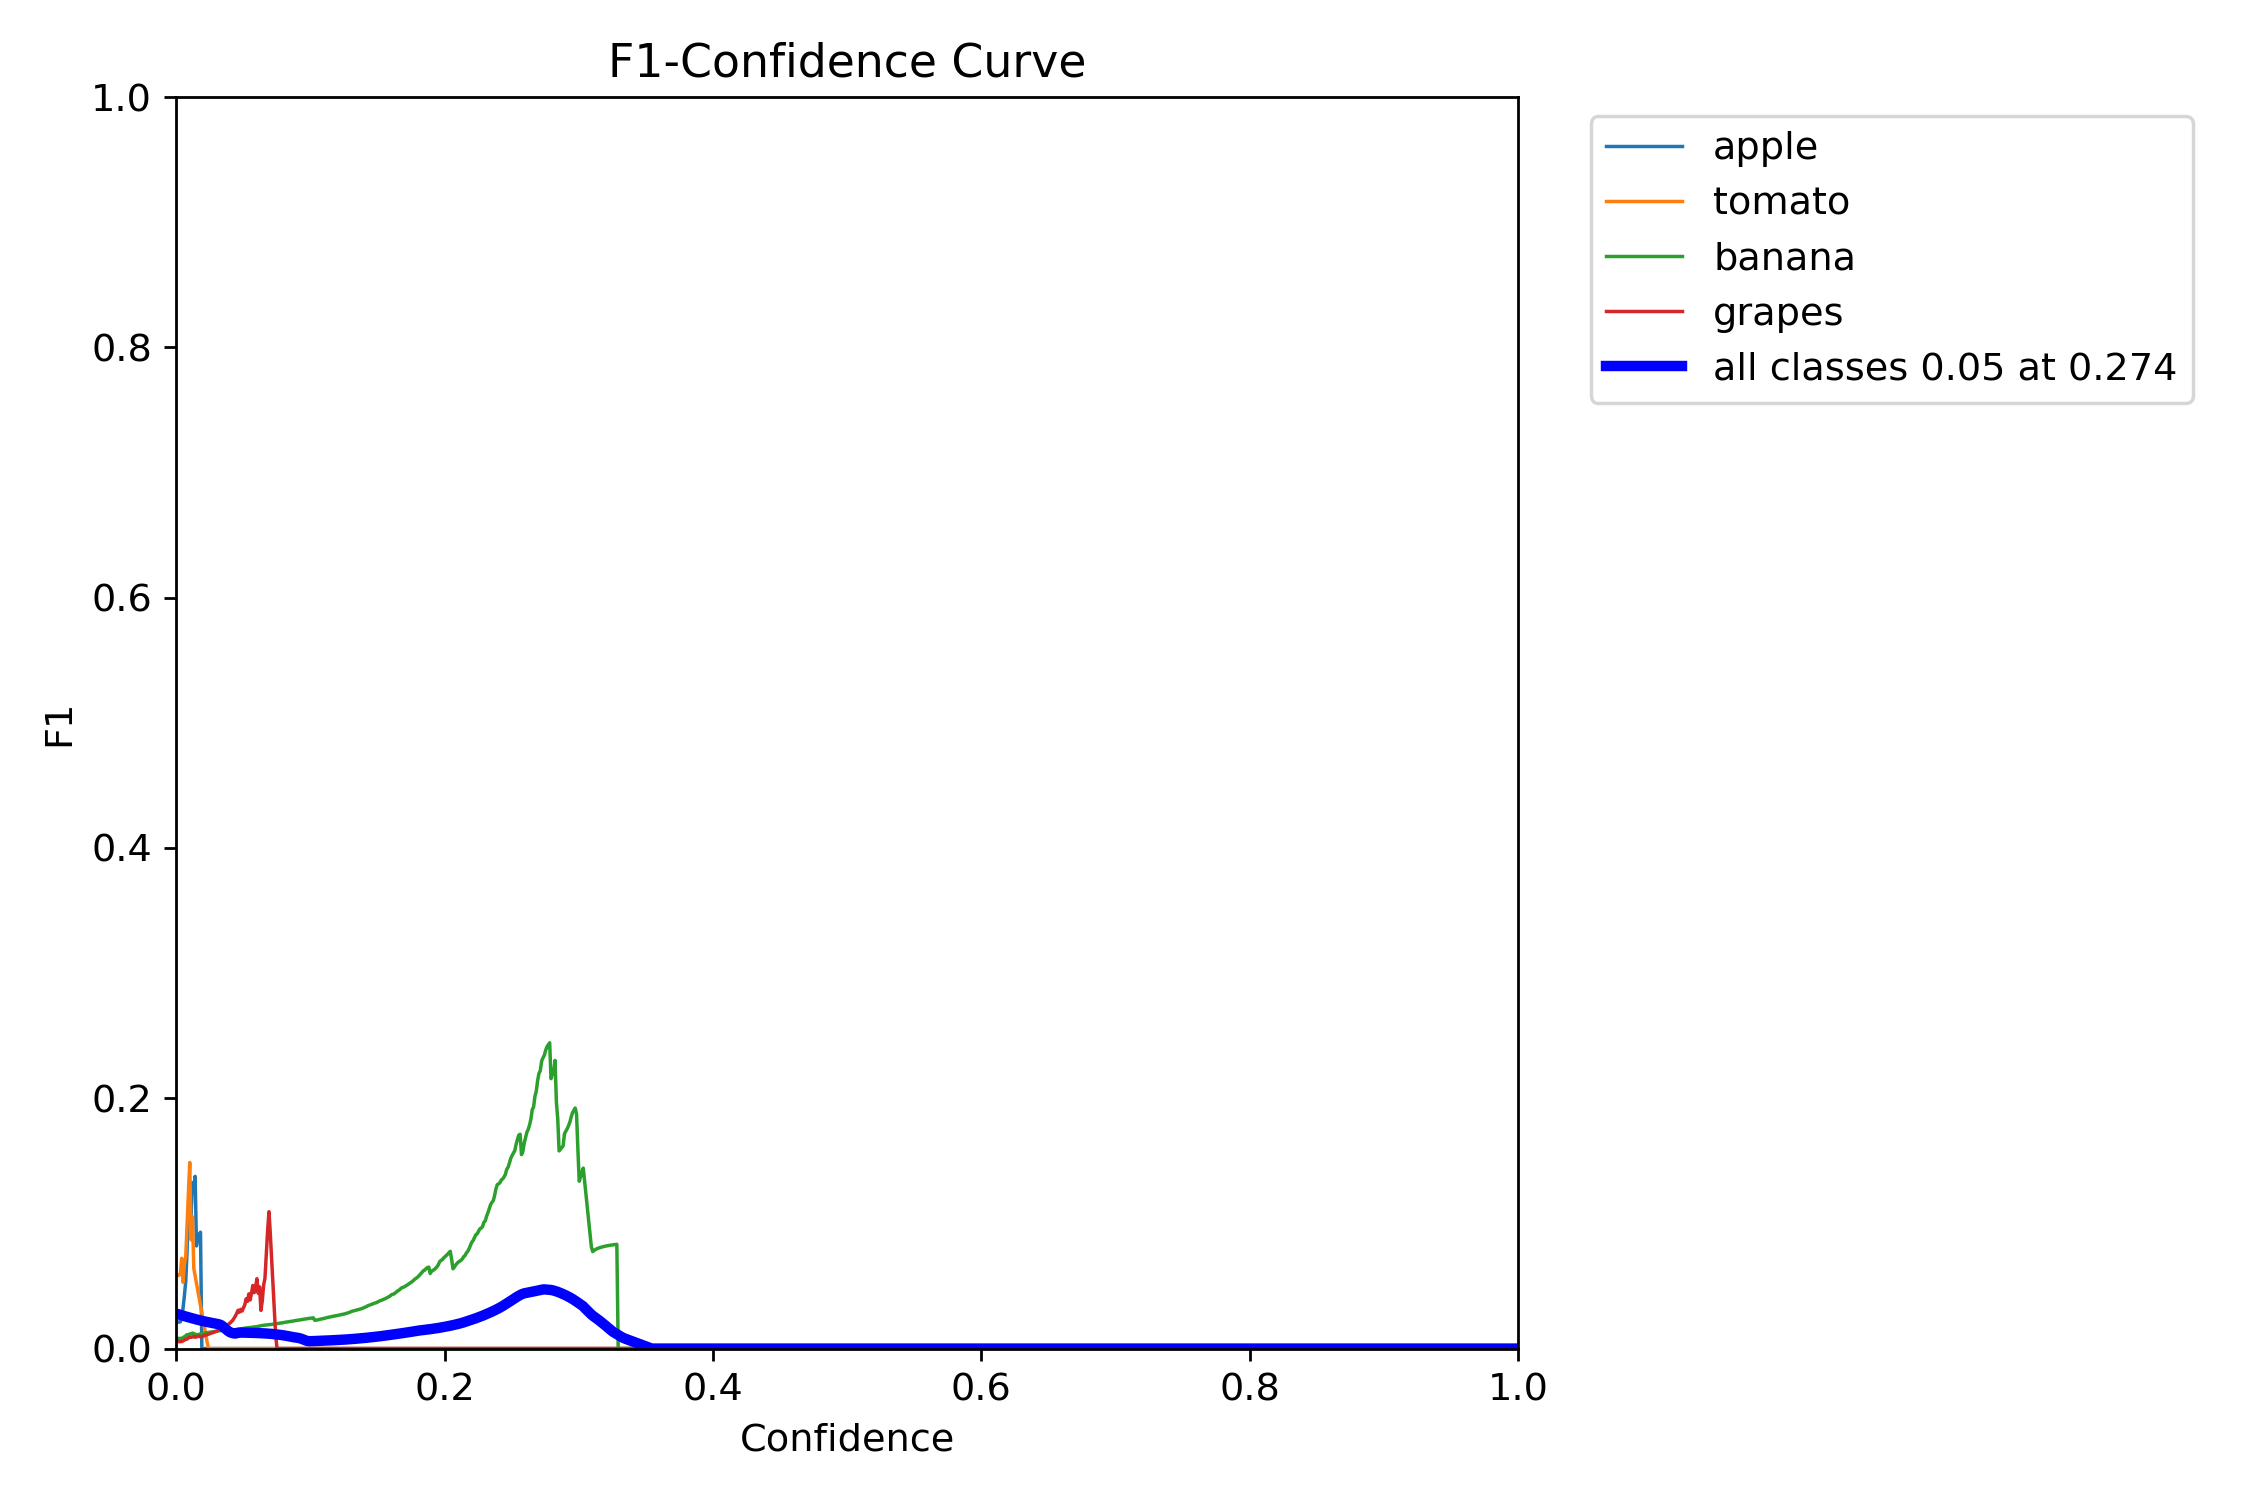 F1-Confidence Curve
1.0
0.8
0.6
0.4
0.2
0.0
F1
0.0 0.2 0.4 0.6 0.8 1.0
Confidence
apple
tomato
banana
grapes
all classes 0.05 at 0.274